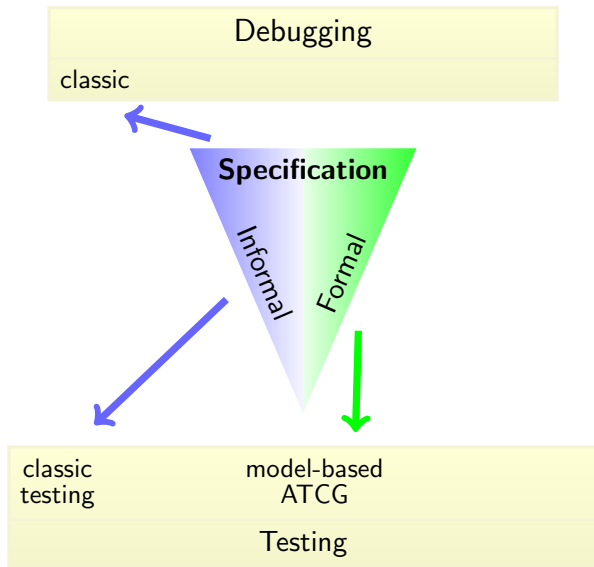 Debugging
classic
Specification
Informal
Formal
classic
testing
model-based
ATCG
Testing